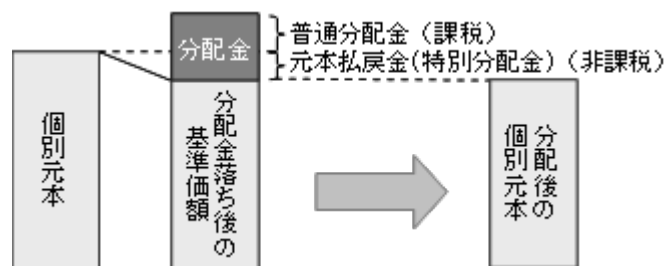 分配金
普通分配金（課税）
元本払戻金(特別分配金)（非課税）
個別元本
分配金落ち後の
基準価額
分配後の
個別元本